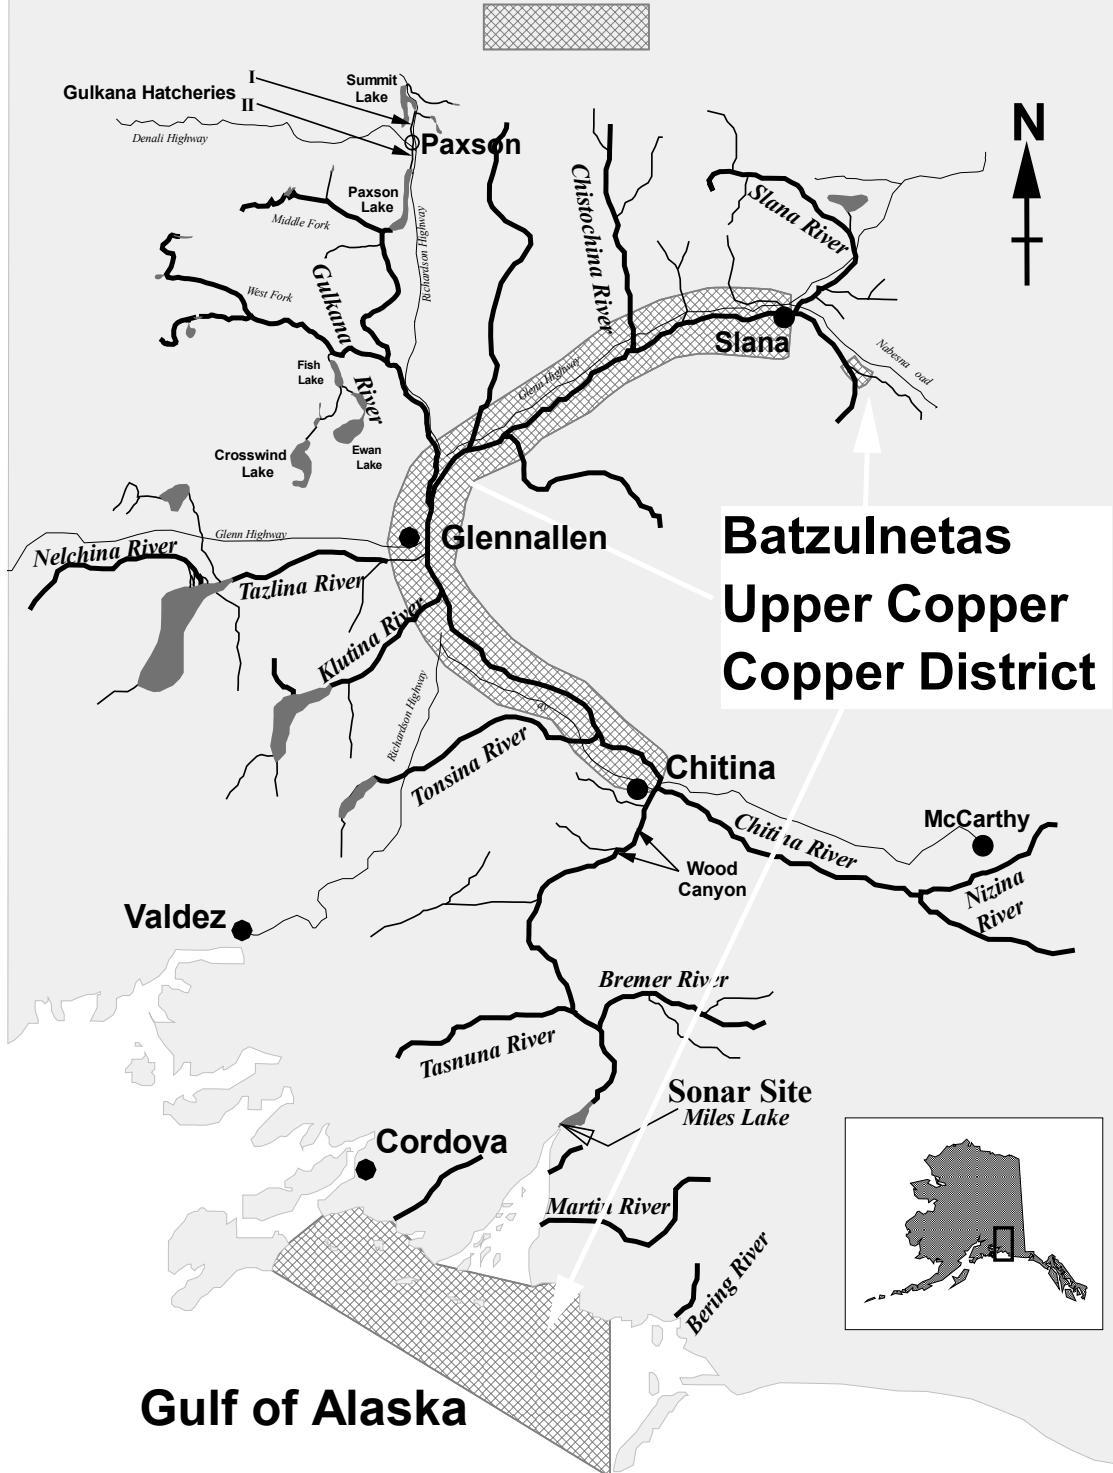 I
Gulkana Hatcheries
II
Summit
Lake
Denali Highway
Paxson
N
Paxson
Lake
Middle Fork
Richardson Highway
Chistochina River
Slana River
West Fork
Gulkana
River
Slana
Nabesna oad
Glenn Highway
Fish
Lake
Crosswind
Lake
Ewan
Lake
Glenn Highway
Glennallen
Nelchina River
Tazlina River
Batzulnetas
Upper Copper
Copper District
Klutina River
Richardson Highway
ay
Tonsina River
Chitina
Chitina River
McCarthy
Wood
Canyon
Nizina
River
Valdez
Bremer River
Tasnuna River
Sonar Site
Miles Lake
Cordova
Martin River
Bering River
Gulf of Alaska